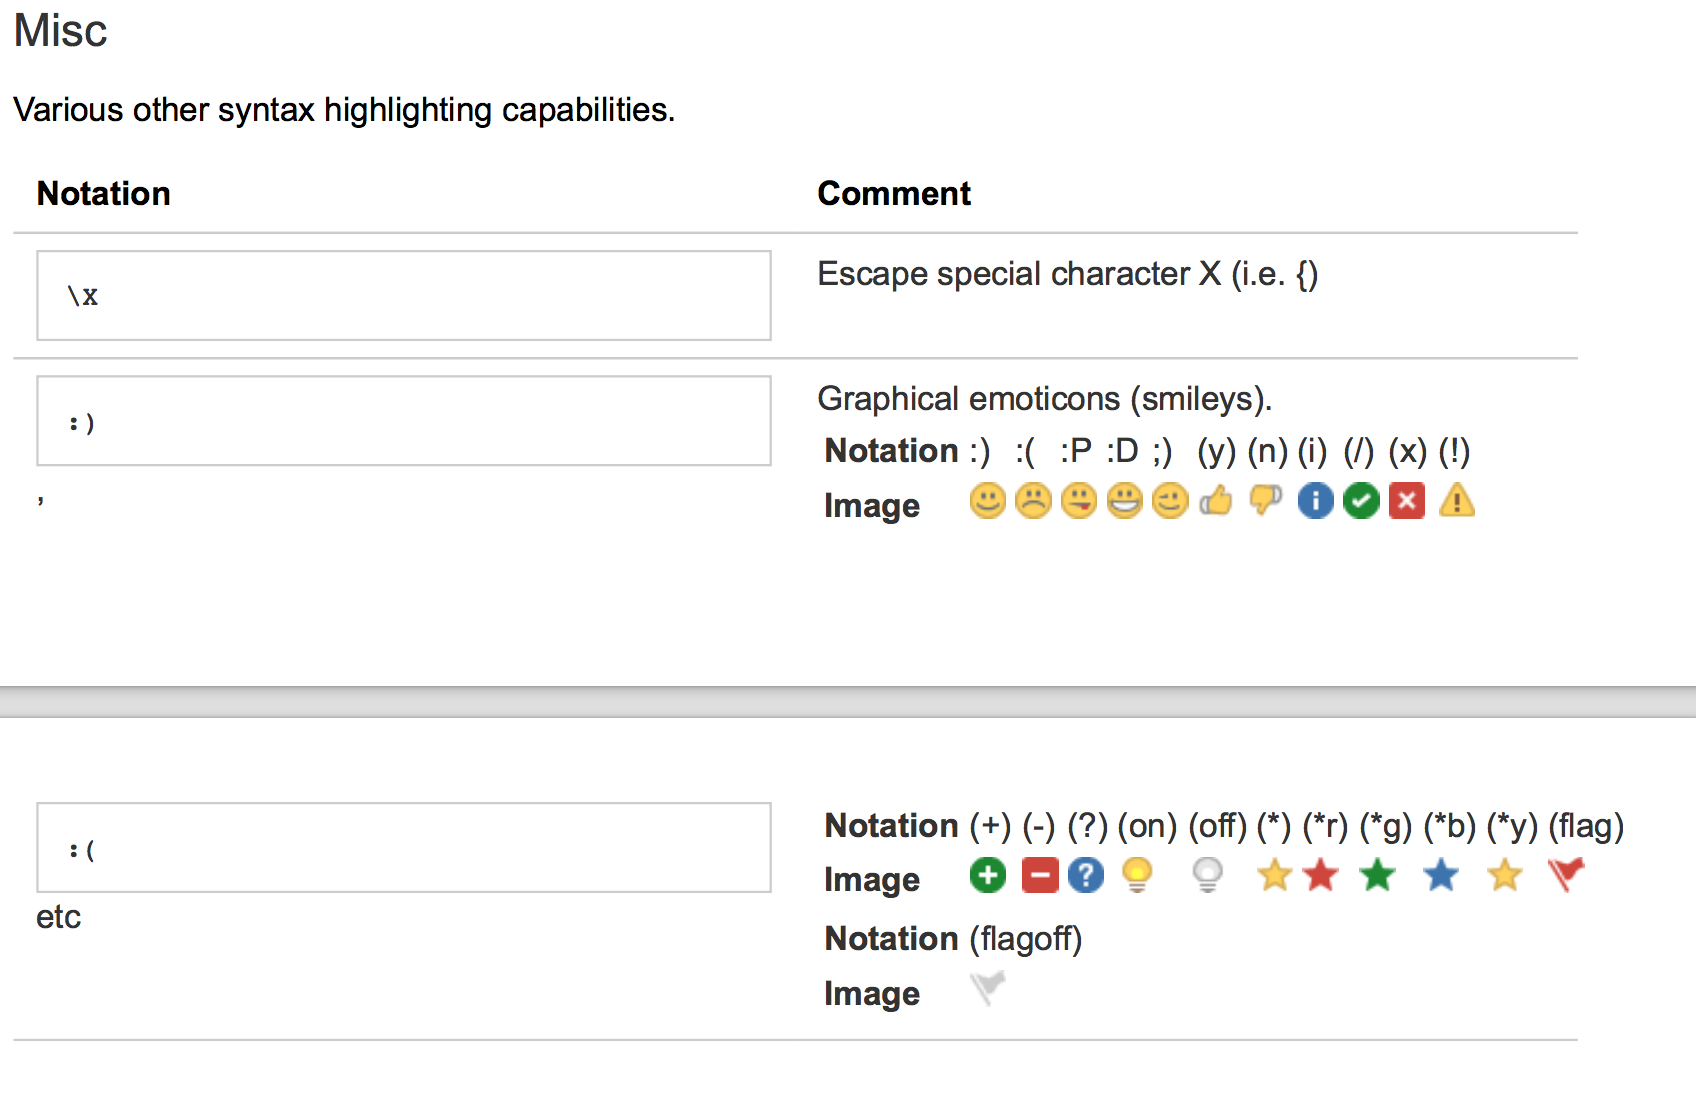 Misc
Various other syntax highlighting capabilities.
Notation Comment
\x Escape special character X (i.e. {)
:) Graphical emoticons (smileys).
Notation :) :( :P :D ;) (y) (n) (i) (/) (x) (!)
, Image
:( Notation (+) (-) (?) (on) (off) (*) (*r) (*g) (*b) (*y) (flag)
Image
etc
Notation (flagoff)
Image